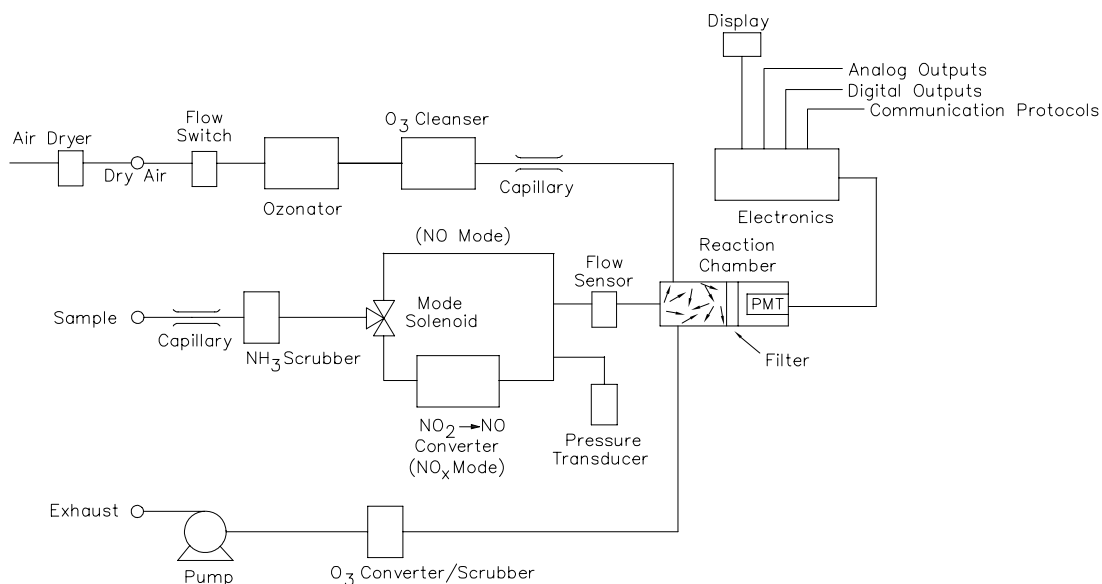 Display
Analog Outputs
Digital Outputs
Communication Protocols
Electronics
Air Dryer
Dry Air
Flow
Switch
Ozonator
O3 Cleanser
Capillary
(NO Mode)
Flow
Sensor
Reaction
Chamber
PMT
Filter
Sample
Capillary
NH3 Scrubber
Mode
Solenoid
NO2 → NO
Converter
(NOx Mode)
Pressure
Transducer
Exhaust
Pump
O3 Converter/Scrubber